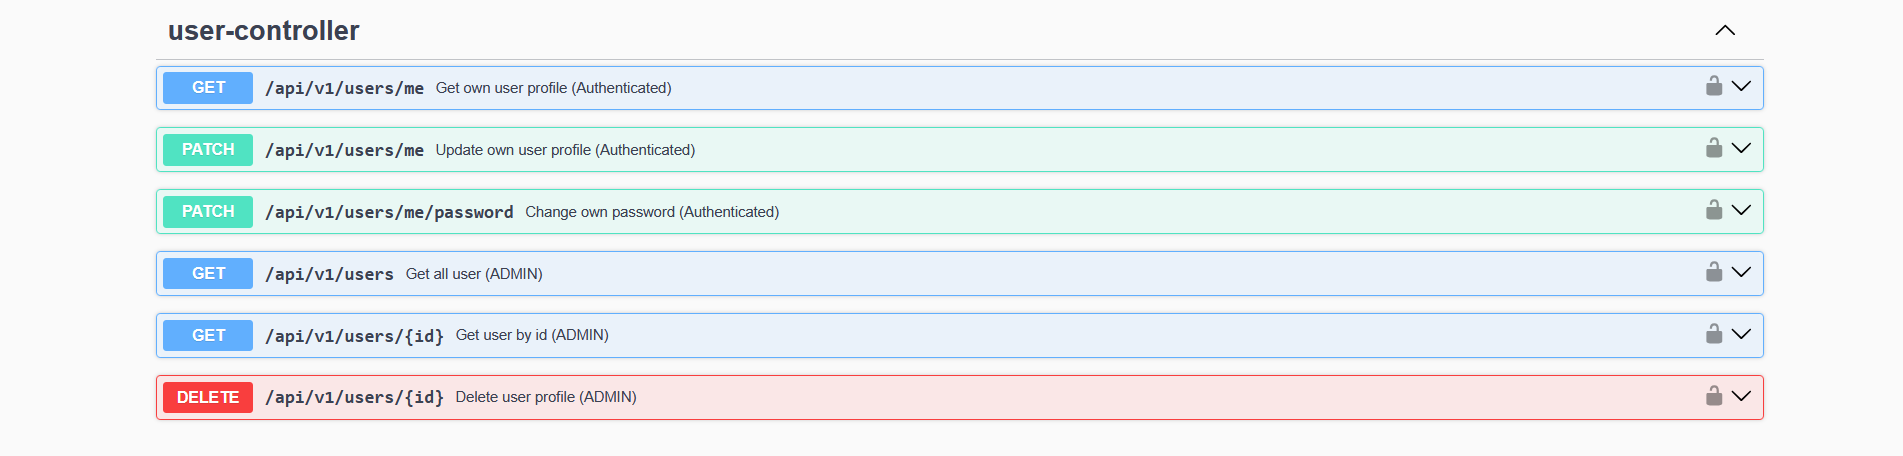 user-controller
GET /api/v1/users/me Get own user profile (Authenticated)
PATCH /api/v1/users/me Update own user profile (Authenticated)
PATCH /api/v1/users/me/password Change own password (Authenticated)
GET /api/v1/users Get all user (ADMIN)
GET /api/v1/users/{id} Get user by id (ADMIN)
DELETE /api/v1/users/{id} Delete user profile (ADMIN)